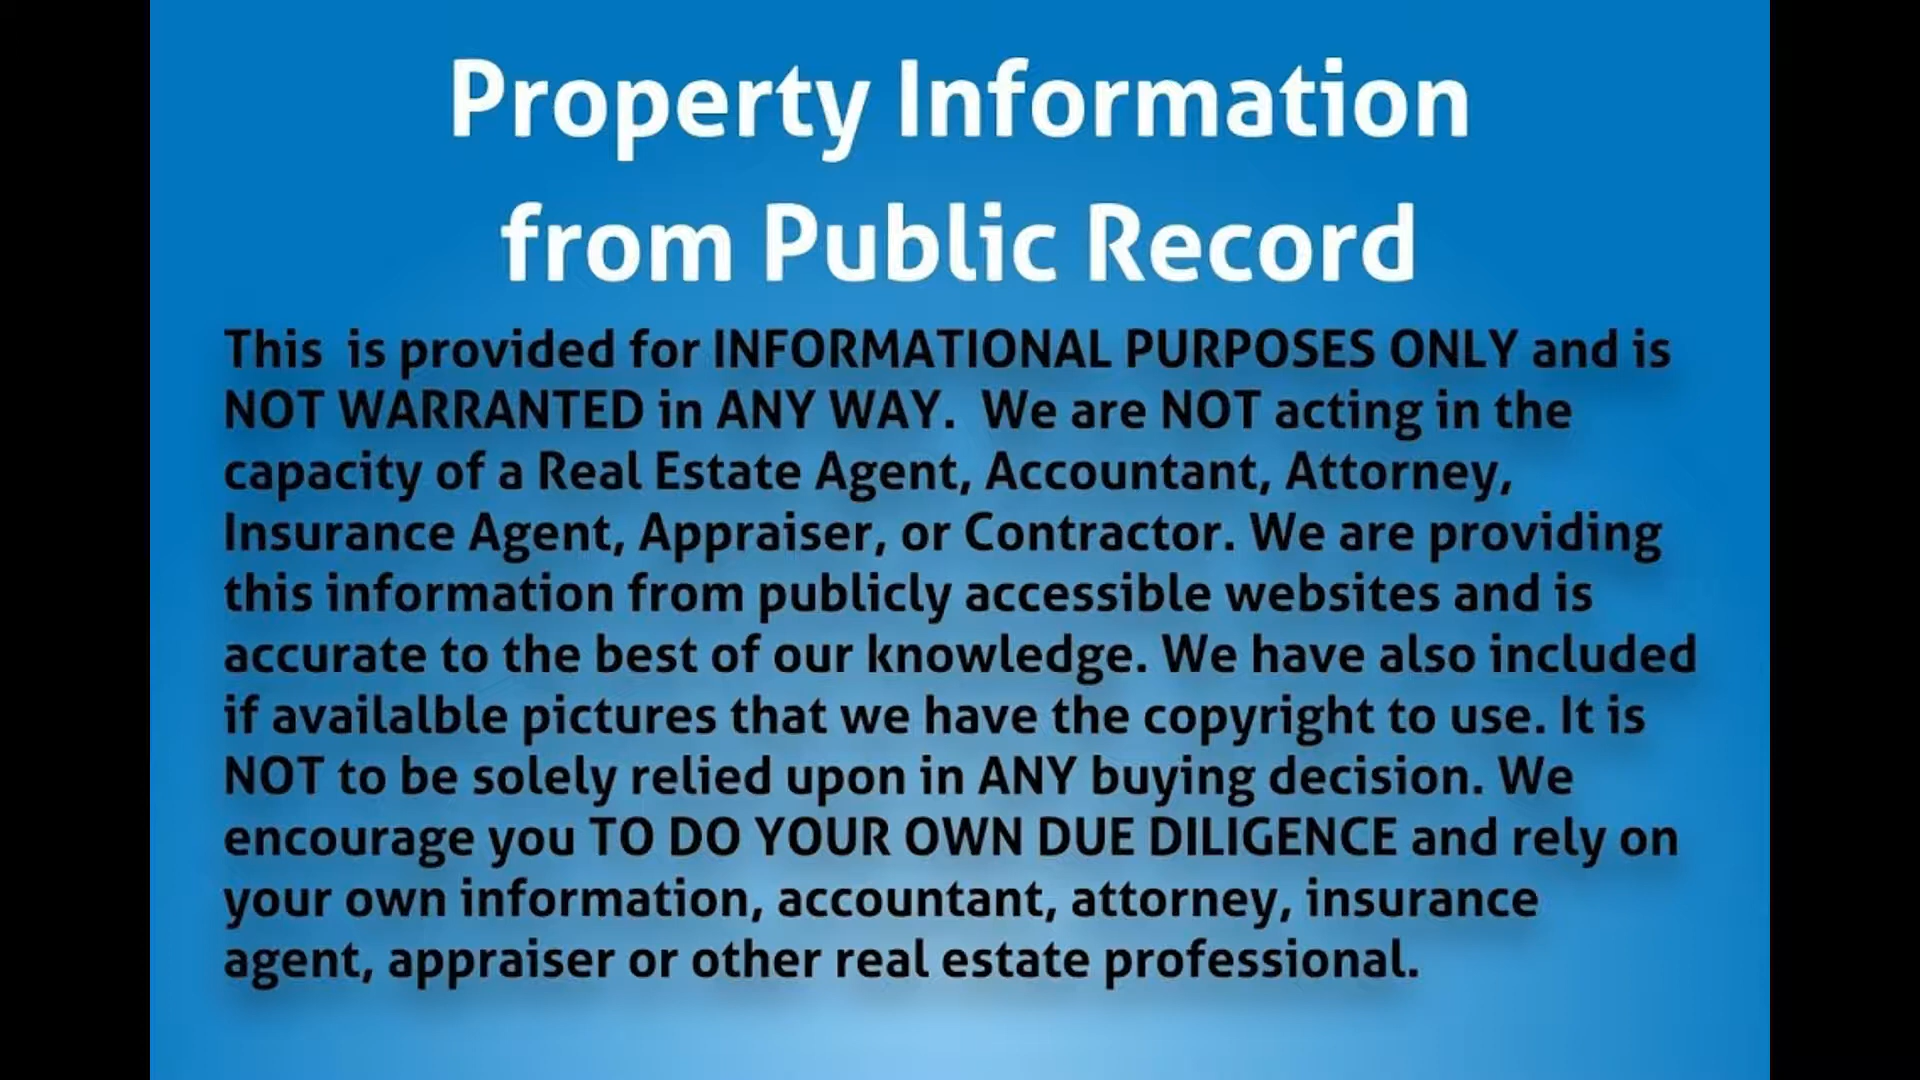 Property Information
from Public Record
This  is provided for INFORMATIONAL PURPOSES ONLY and is
NOT WARRANTED in ANY WAY.  We are NOT acting in the
capacity of a Real Estate Agent, Accountant, Attorney,
Insurance Agent, Appraiser, or Contractor. We are providing
this information from publicly accessible websites and is
accurate to the best of our knowledge. We have also included
if availalble pictures that we have the copyright to use. It is
NOT to be solely relied upon in ANY buying decision. We
encourage you TO DO YOUR OWN DUE DILIGENCE and rely on
your own information, accountant, attorney, insurance
agent, appraiser or other real estate professional.